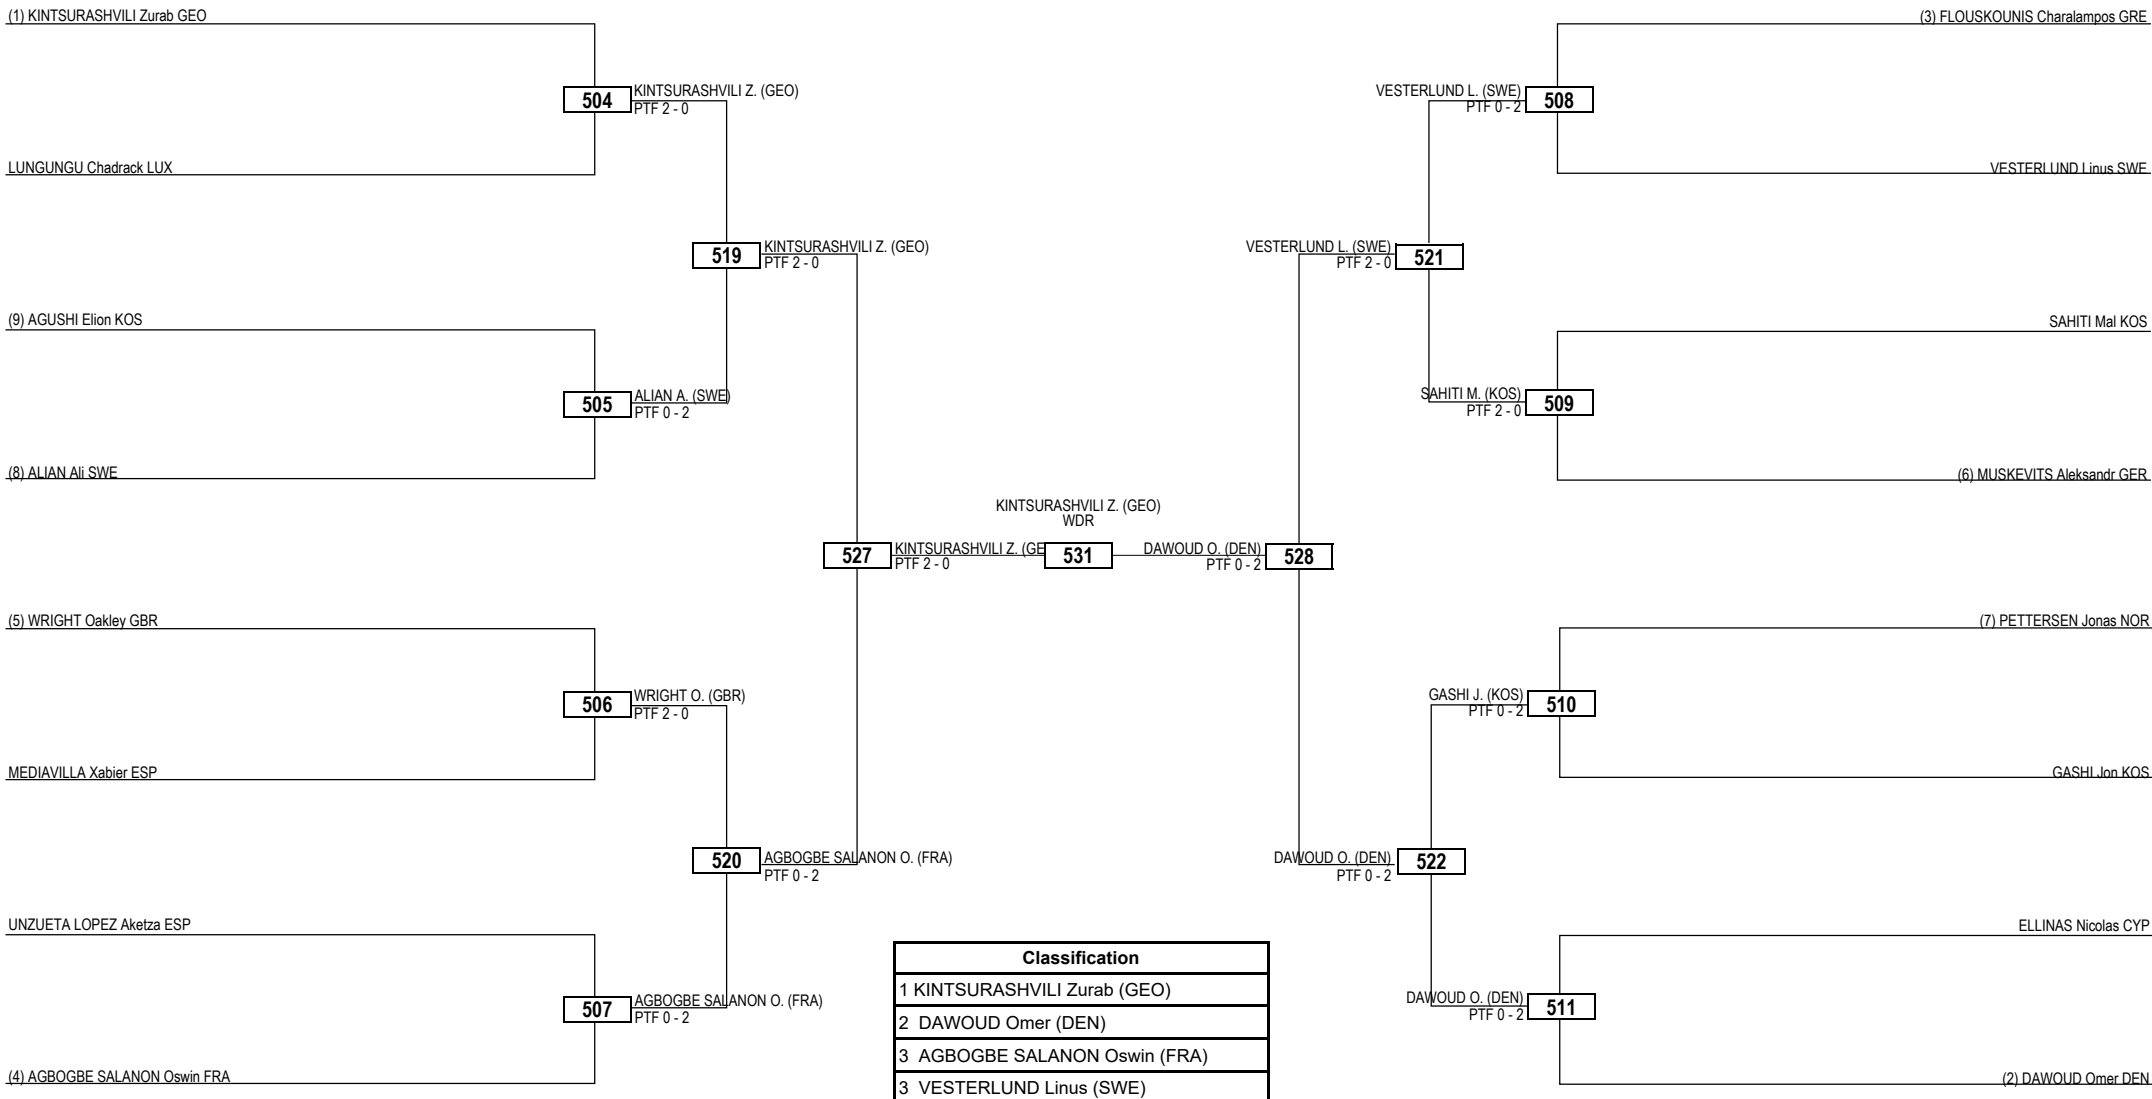 (1) KINTSURASHVILI Zurab GEO
504
KINTSURASHVILI Z. (GEO)
PTF 2 - 0
LUNGUNGU Chadrack LUX
519
KINTSURASHVILI Z. (GEO)
PTF 2 - 0
(9) AGUSHI Elion KOS
505
ALIAN A. (SWE)
PTF 0 - 2
(8) ALIAN Ali SWE
527
KINTSURASHVILI Z. (GE
PTF 2 - 0
(5) WRIGHT Oakley GBR
506
WRIGHT O. (GBR)
PTF 2 - 0
MEDIAVILLA Xabier ESP
520
AGBOGBE SALANON O. (FRA)
PTF 0 - 2
UNZUETA LOPEZ Aketza ESP
507
AGBOGBE SALANON O. (FRA)
PTF 0 - 2
(4) AGBOGBE SALANON Oswin FRA
KINTSURASHVILI Z. (GEO)
WDR
531
(3) FLOUSKOUNIS Charalampos GRE
VESTERLUND L. (SWE)
PTF 0 - 2
508
VESTERLUND Linus SWE
VESTERLUND L. (SWE)
PTF 2 - 0
521
SAHITI Mal KOS
SAHITI M. (KOS)
PTF 2 - 0
509
(6) MUSKEVITS Aleksandr GER
DAWOUD O. (DEN)
PTF 0 - 2
528
(7) PETTERSEN Jonas NOR
GASHI J. (KOS)
PTF 0 - 2
510
GASHI Jon KOS
DAWOUD O. (DEN)
PTF 0 - 2
522
ELLINAS Nicolas CYP
DAWOUD O. (DEN)
PTF 0 - 2
511
(2) DAWOUD Omer DEN
Classification
1 KINTSURASHVILI Zurab (GEO)
2 DAWOUD Omer (DEN)
3 AGBOGBE SALANON Oswin (FRA)
3 VESTERLUND Linus (SWE)